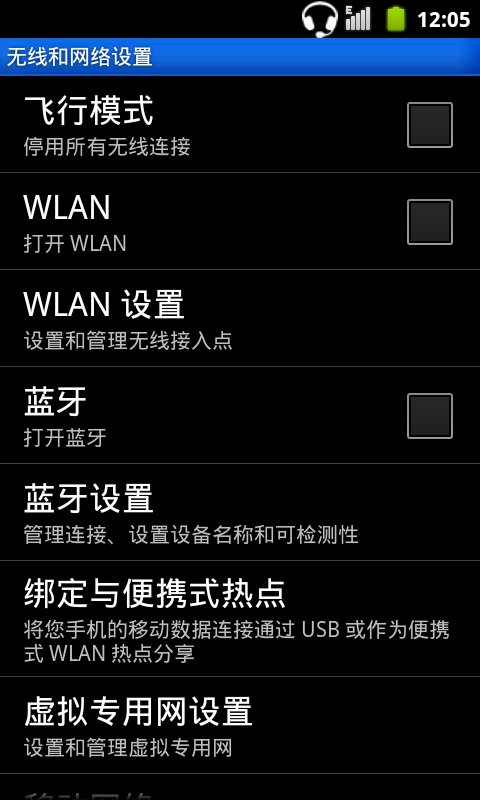 E
12:05
无线和网络设置
飞行模式
停用所有无线连接
WLAN
打开 WLAN
WLAN 设置
设置和管理无线接入点
蓝牙
打开蓝牙
蓝牙设置
管理连接、设置设备名称和可检测性
绑定与便携式热点
将您手机的移动数据连接通过 USB 或作为便携
式 WLAN 热点分享
虚拟专用网设置
设置和管理虚拟专用网
移动网络